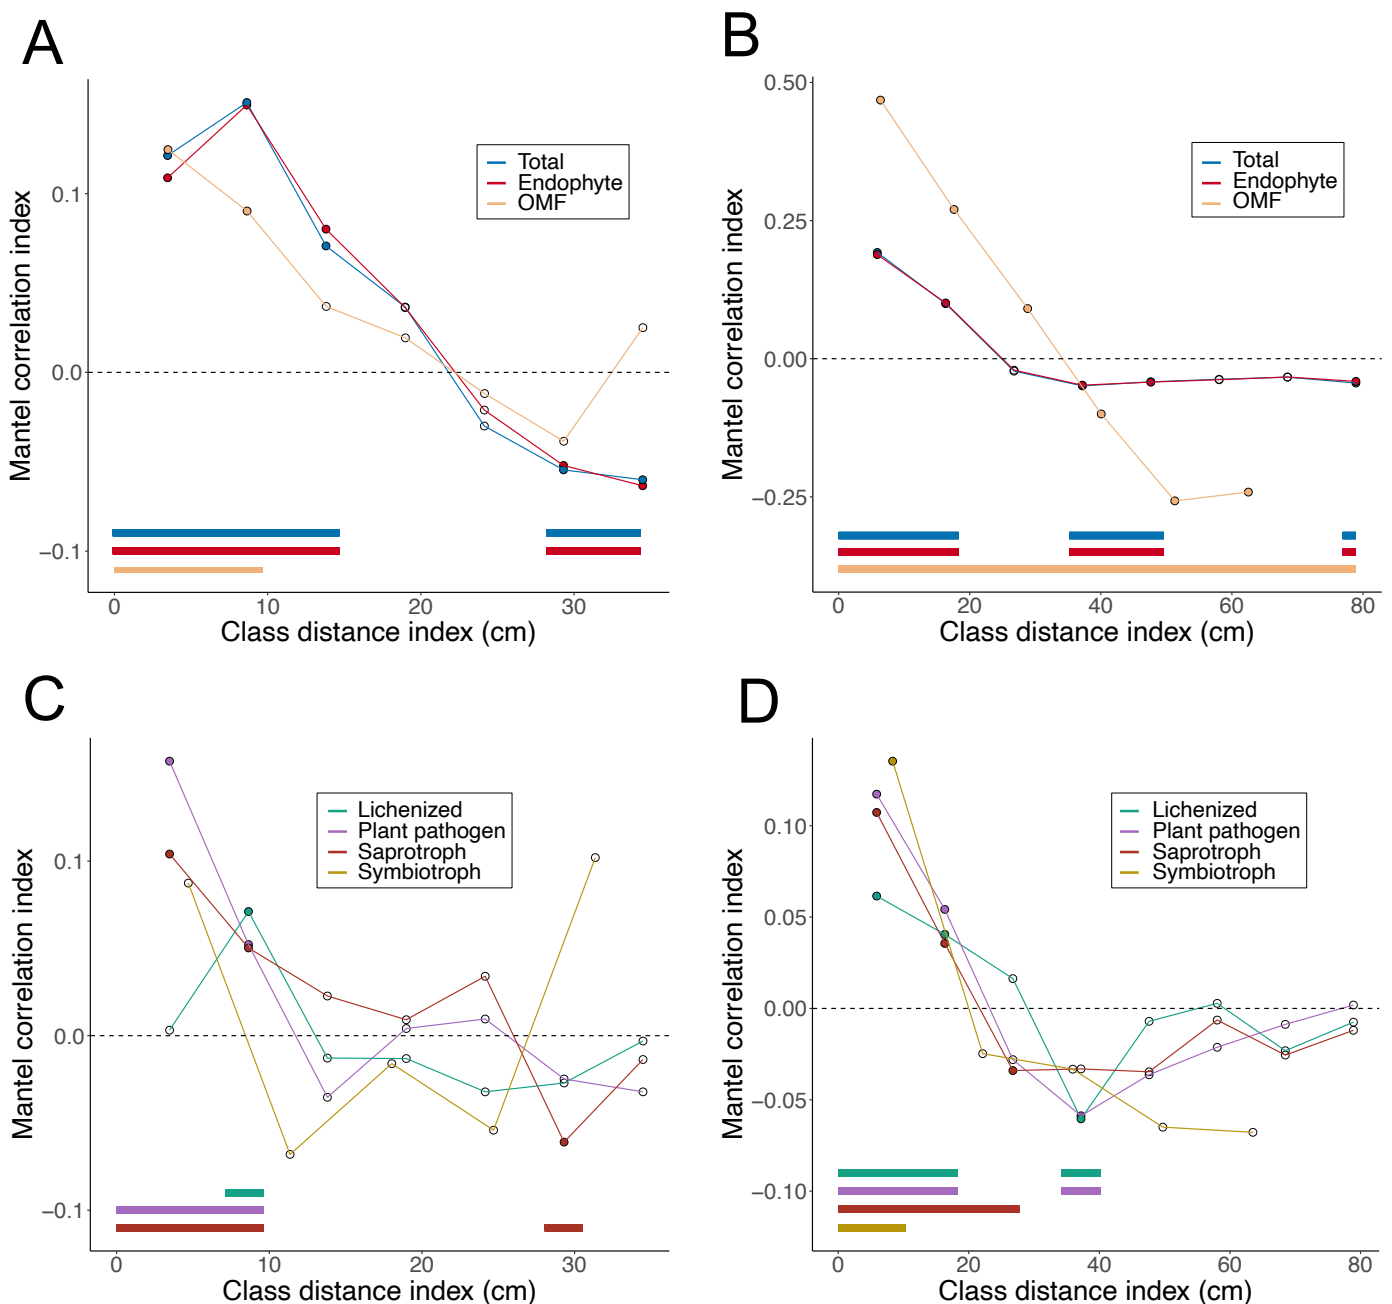 A
Mantel correlation index
0.1
0.0
−0.1
Total
Endophyte
OMF
0 10 20 30
Class distance index (cm)
B
Mantel correlation index
0.50
0.25
0.00
−0.25
Total
Endophyte
OMF
0 20 40 60 80
Class distance index (cm)
C
Mantel correlation index
0.1
0.0
−0.1
Lichenized
Plant pathogen
Saprotroph
Symbiotroph
0 10 20 30
Class distance index (cm)
D
Mantel correlation index
0.10
0.05
0.00
−0.05
−0.10
Lichenized
Plant pathogen
Saprotroph
Symbiotroph
0 20 40 60 80
Class distance index (cm)